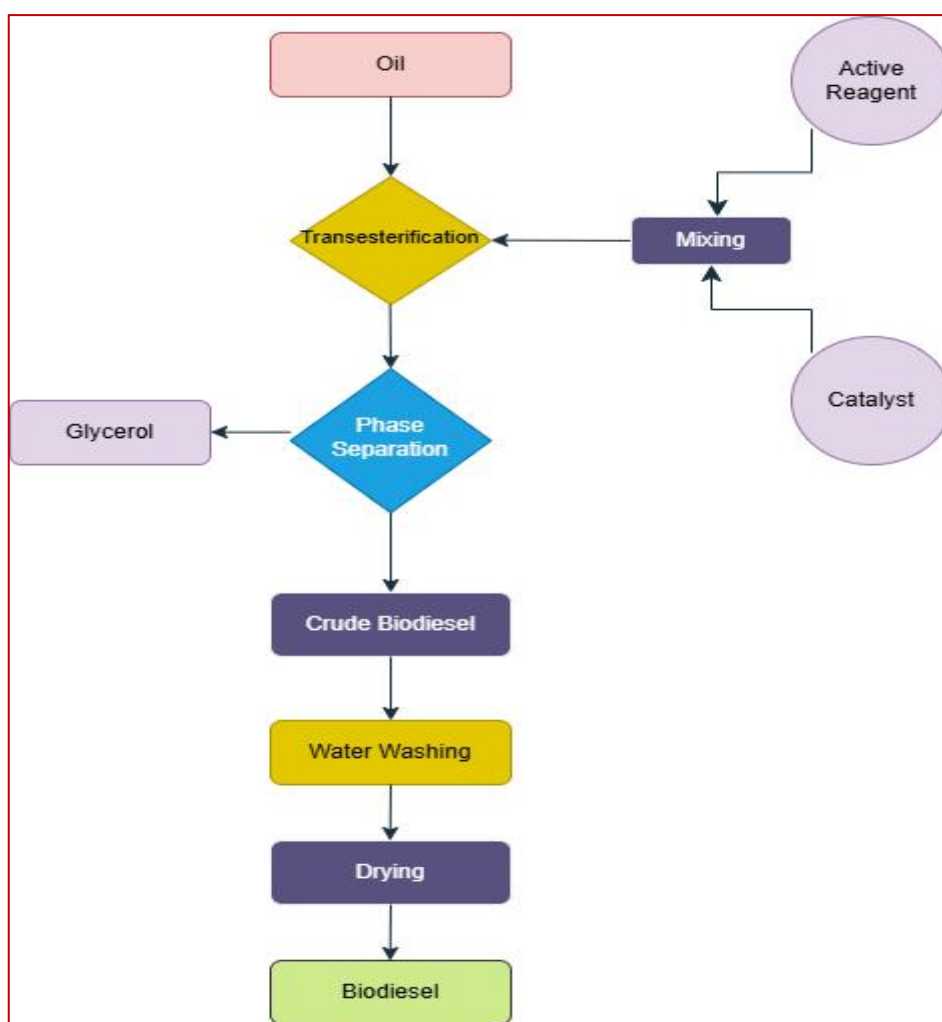 Oil
Active
Reagent
Transesterification
Mixing
Catalyst
Glycerol
Phase
Separation
Crude Biodiesel
Water Washing
Drying
Biodiesel